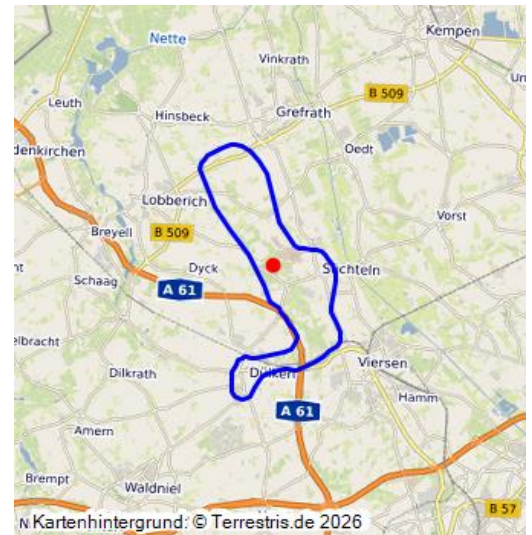 Kempen
Nette
Vinkrath
Leuth
B 509
Grefrath
Hinsbeck
Oedt
denkirchen
Lobberich
Vorst
Breyell
B 509
Dyck
Süchteln
Schaag
A 61
elbracht
Viersen
Dilkrath
Dülken
Hamm
A 61
Amern
Brempt
Waldniel
B 57
Kartenhintergrund: © Terrestris.de 2026